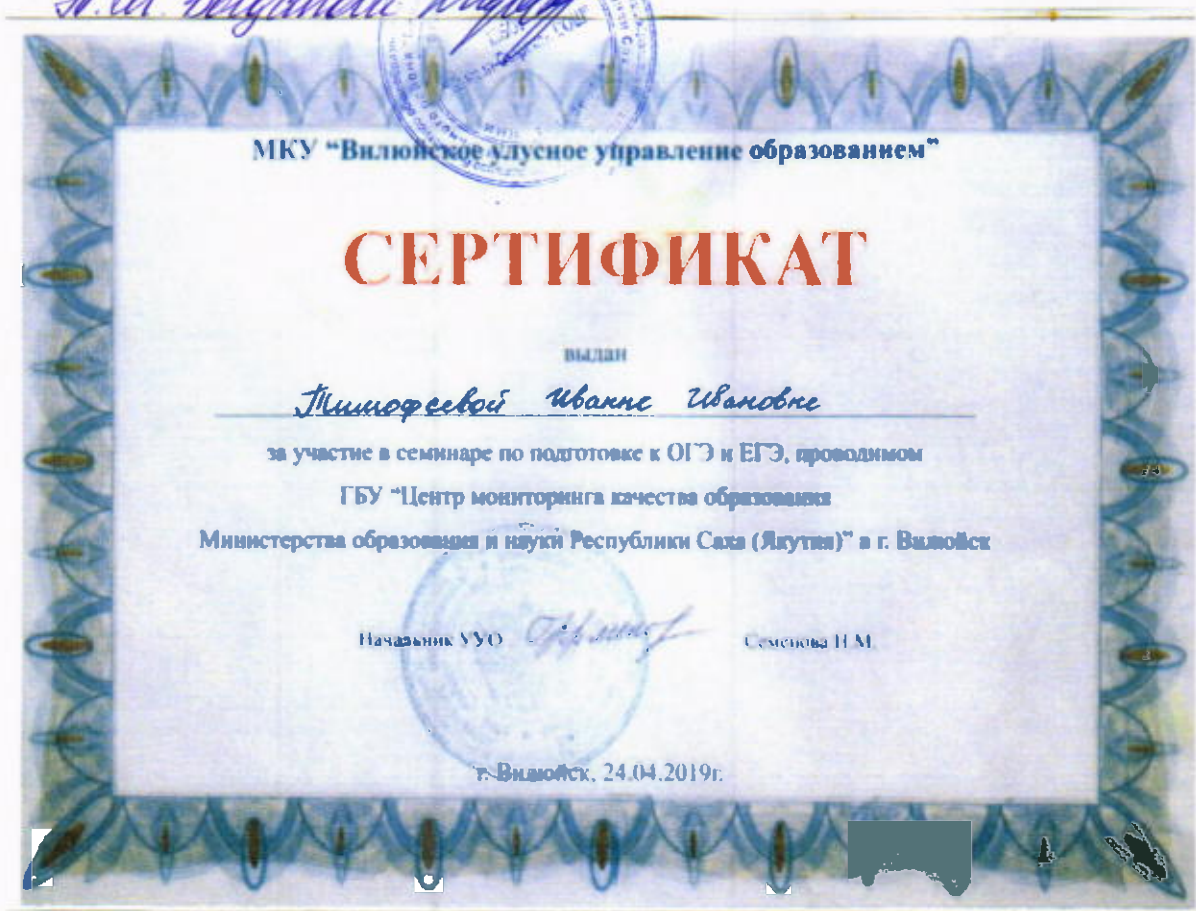 МКУ “Вилюйское улусное управление образованием”
СЕРТИФИКАТ
выдан
Тимофеевой Иванне Ивановне
за участие в семинаре по подготовке к ОГЭ и ЕГЭ, проводимом
ГБУ “Центр мониторинга качества образования
Министерства образования и науки Республики Саха (Якутия)” в г. Вилюйск
Начальник УУО Семенова Н.М.
г. Вилюйск, 24.04.2019г.